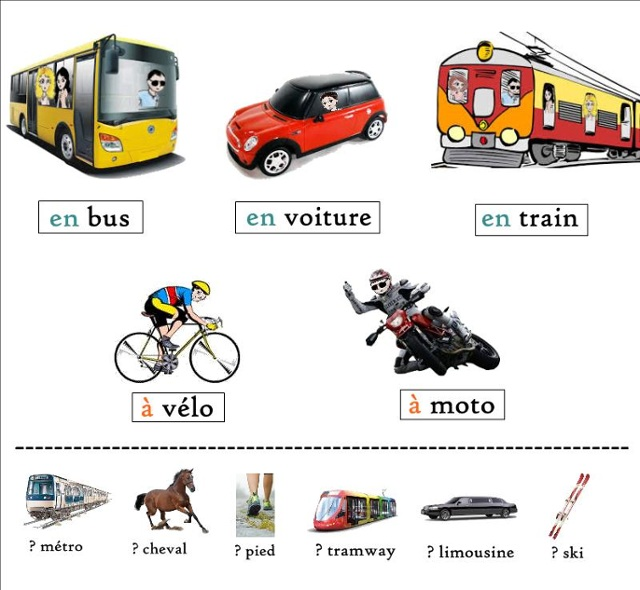 en bus
en voiture
en train
à vélo
à moto
? métro
? cheval
? pied
? tramway
? limousine
? ski